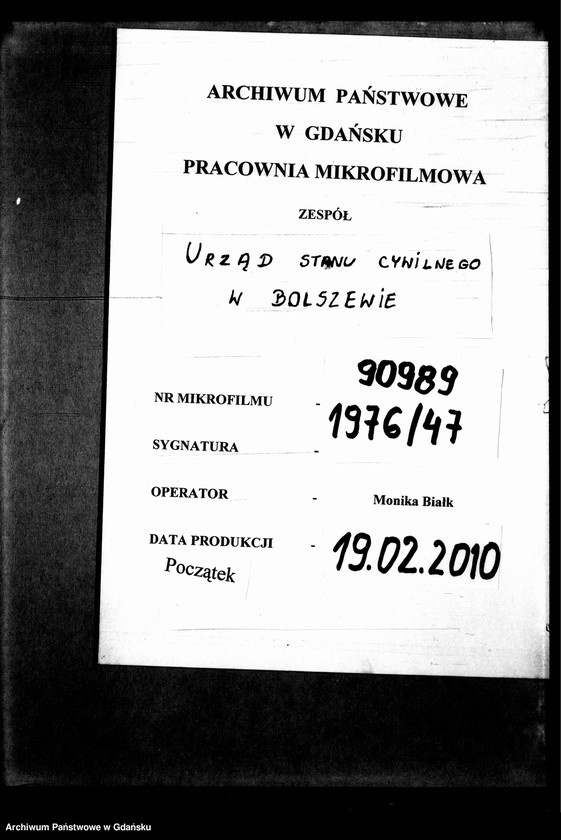 ARCHIWUM PAŃSTWOWE
W GDAŃSKU
PRACOWNIA MIKROFILMOWA
ZESPÓŁ
URZĄD STANU CYWILNEGO
W BOLSZEWIE
NR MIKROFILMU - 90989
SYGNATURA - 1976/47
OPERATOR - Monika Białk
DATA PRODUKCJI - 19.02.2010
Początek
Archiwum Państwowe w Gdańsku